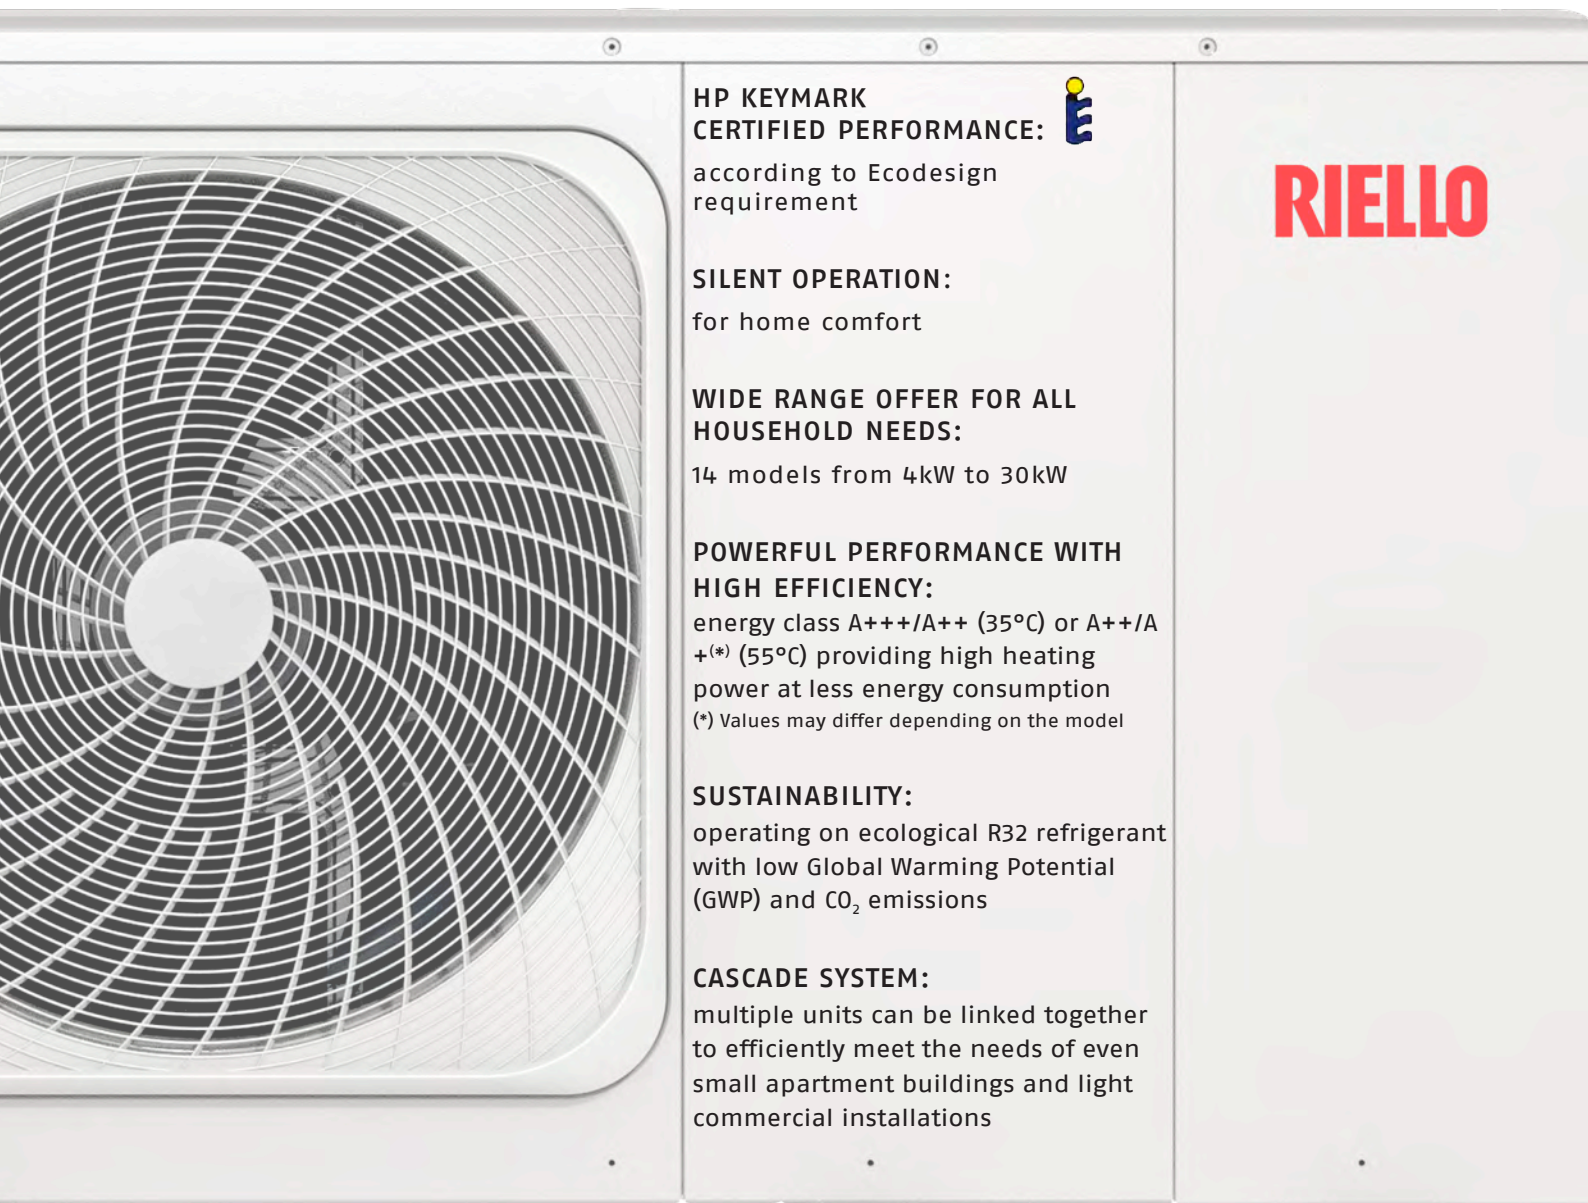 HP KEYMARK
CERTIFIED PERFORMANCE:
according to Ecodesign
requirement
SILENT OPERATION:
for home comfort
WIDE RANGE OFFER FOR ALL
HOUSEHOLD NEEDS:
14 models from 4kW to 30kW
POWERFUL PERFORMANCE WITH
HIGH EFFICIENCY:
energy class A+++/A++ (35°C) or A++/A
+(*) (55°C) providing high heating
power at less energy consumption
(*) Values may differ depending on the model
SUSTAINABILITY:
operating on ecological R32 refrigerant
with low Global Warming Potential
(GWP) and CO₂ emissions
CASCADE SYSTEM:
multiple units can be linked together
to efficiently meet the needs of even
small apartment buildings and light
commercial installations
RIELLO